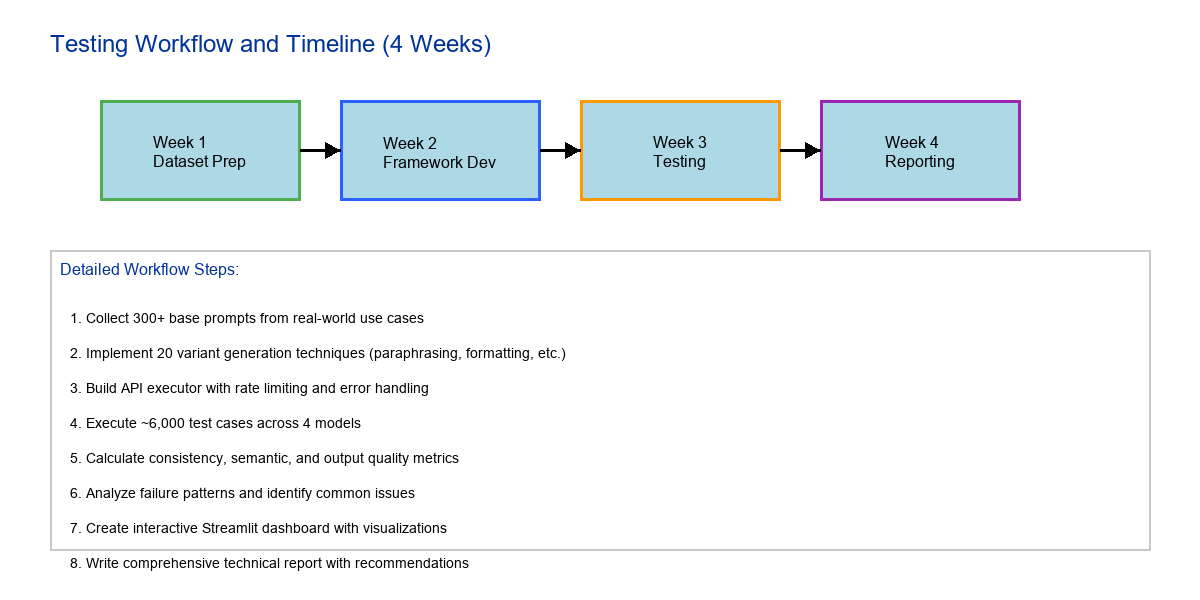 Testing Workflow and Timeline (4 Weeks)
Week 1
Dataset Prep
Week 2
Framework Dev
Week 3
Testing
Week 4
Reporting
Detailed Workflow Steps:
1. Collect 300+ base prompts from real-world use cases
2. Implement 20 variant generation techniques (paraphrasing, formatting, etc.)
3. Build API executor with rate limiting and error handling
4. Execute ~6,000 test cases across 4 models
5. Calculate consistency, semantic, and output quality metrics
6. Analyze failure patterns and identify common issues
7. Create interactive Streamlit dashboard with visualizations
8. Write comprehensive technical report with recommendations